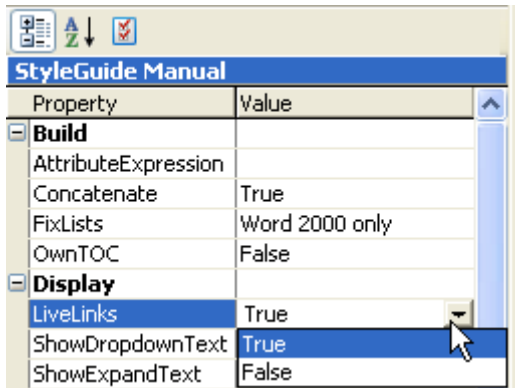 A Z
StyleGuide Manual
Property Value
Build
AttributeExpression
Concatenate True
FixLists Word 2000 only
OwnTOC False
Display
LiveLinks True
ShowDropdownText True
ShowExpandText False